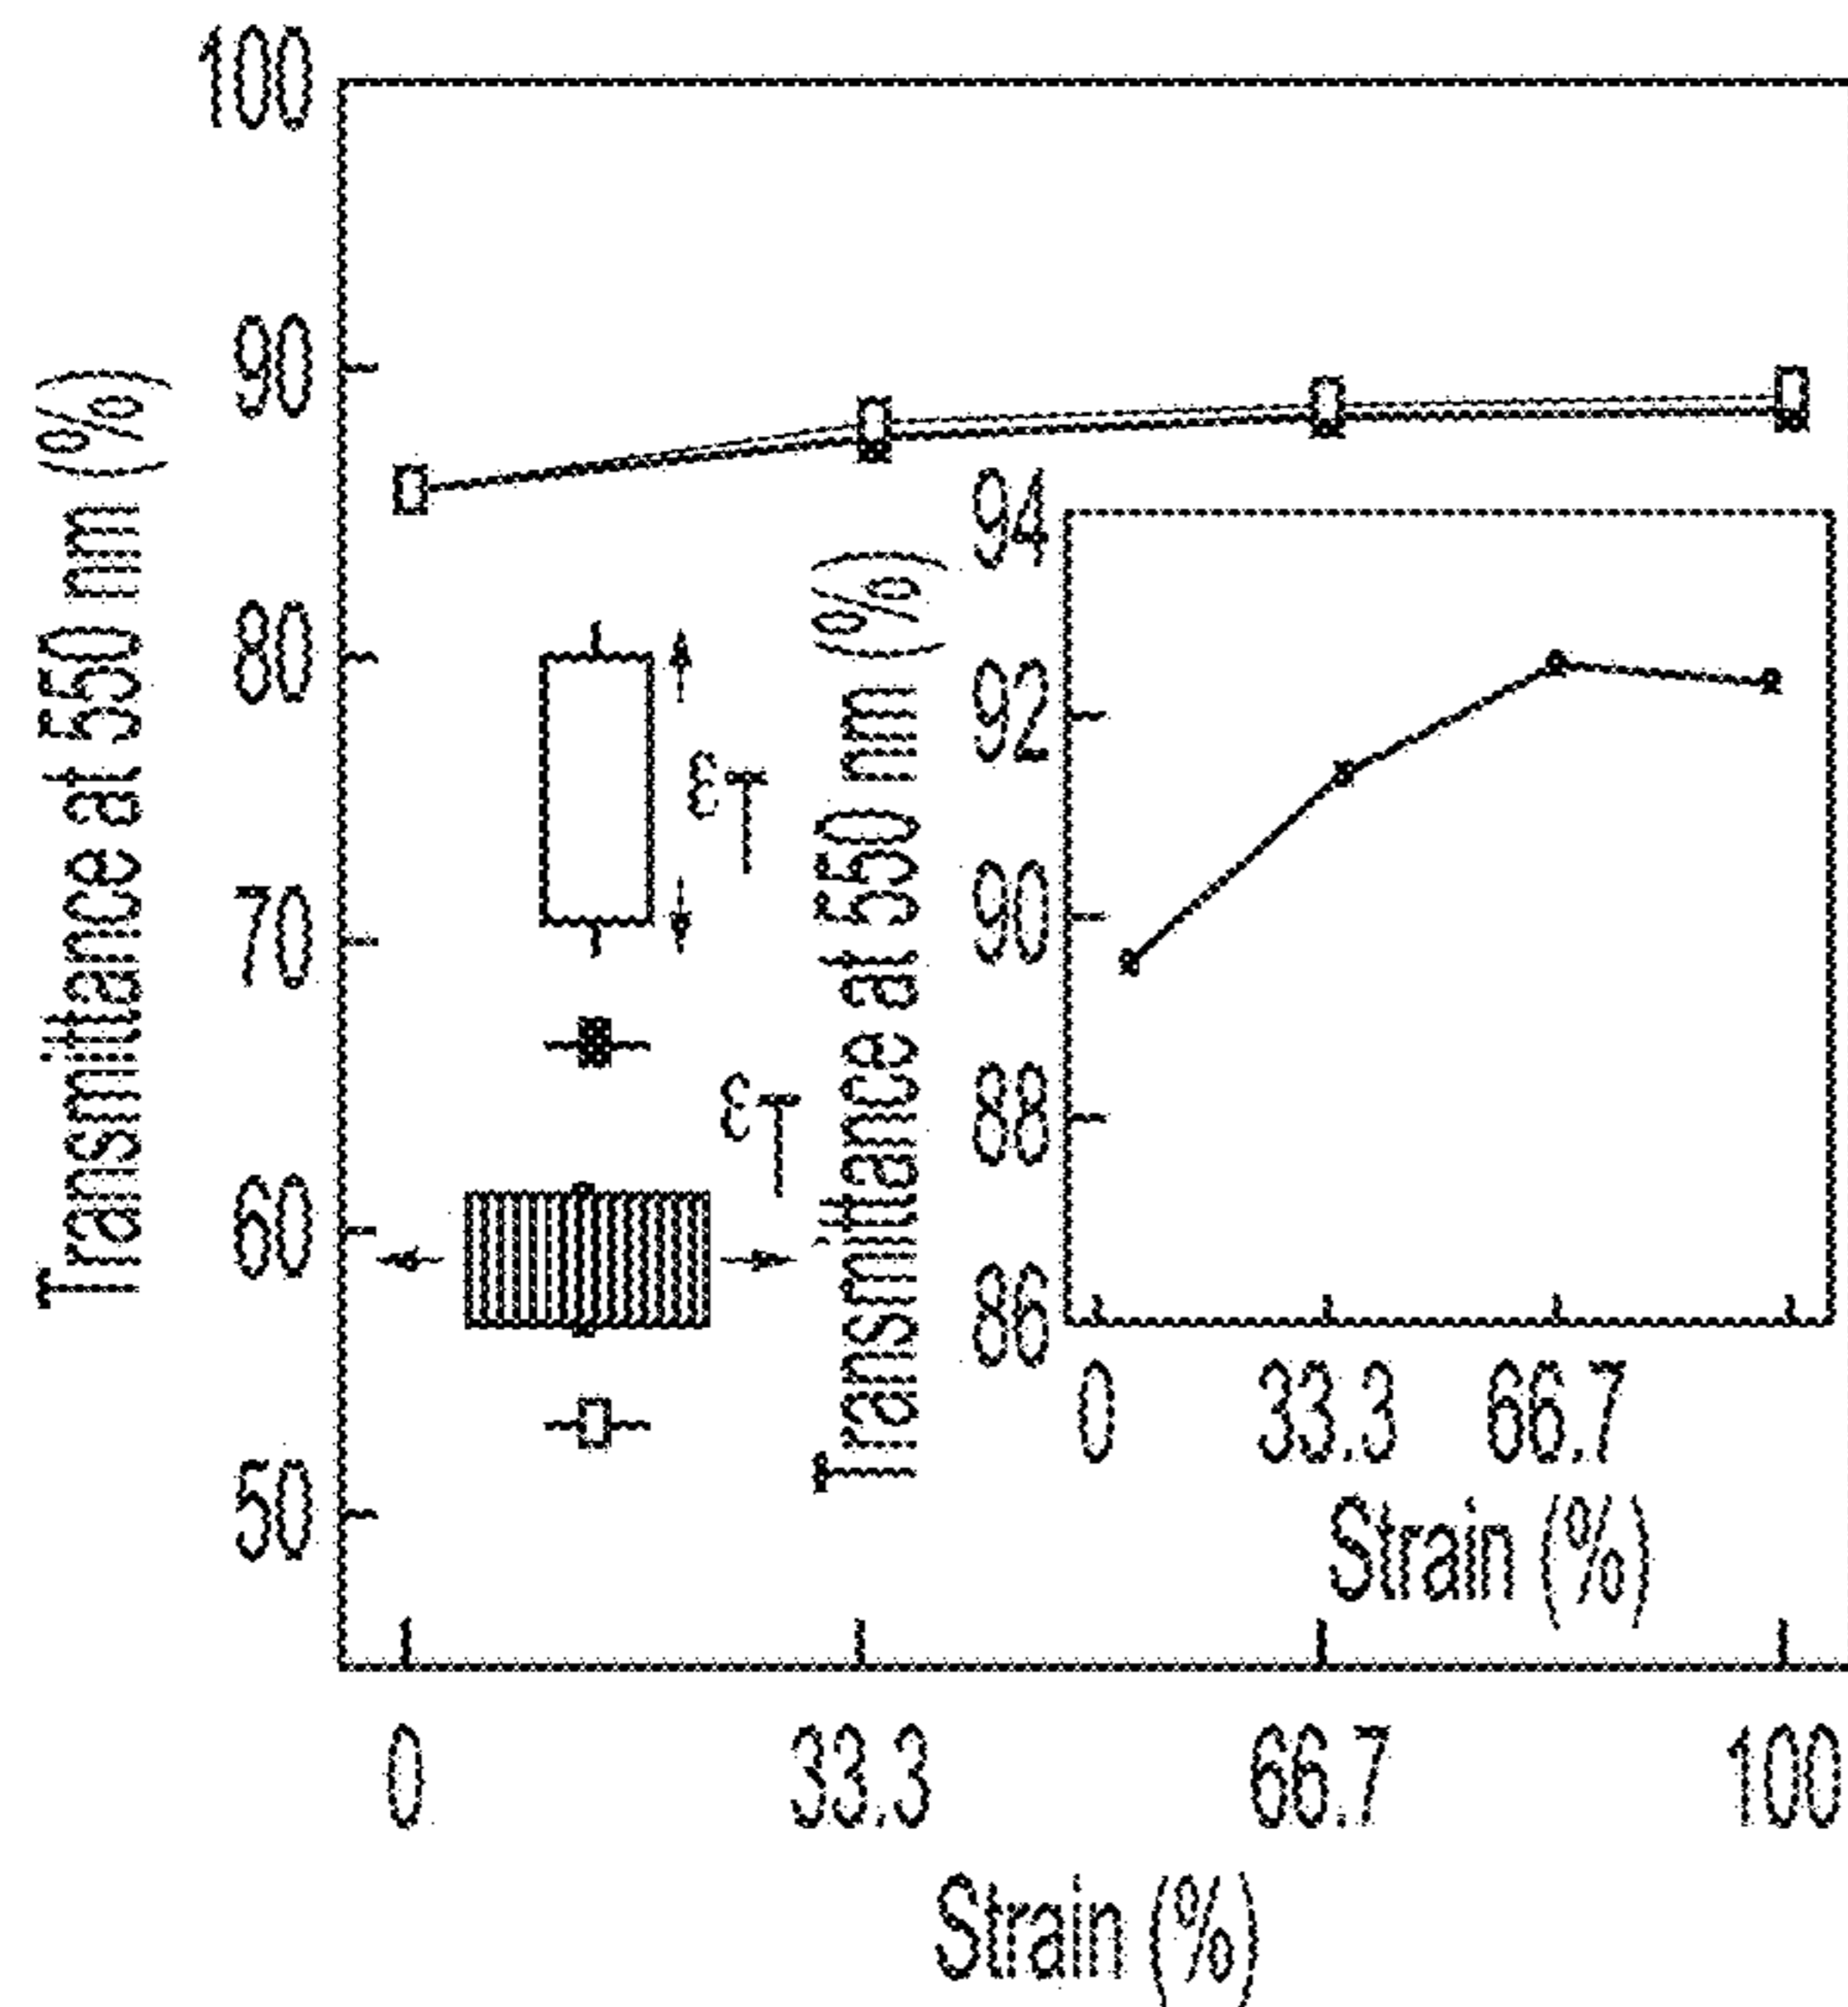 Transmittance at 550 nm (%)
100
90
80
70
60
50
εT
εT
Transmittance at 550 nm (%)
94
92
90
88
86
0 33.3 66.7
Strain (%)
0 33.3 66.7 100
Strain (%)